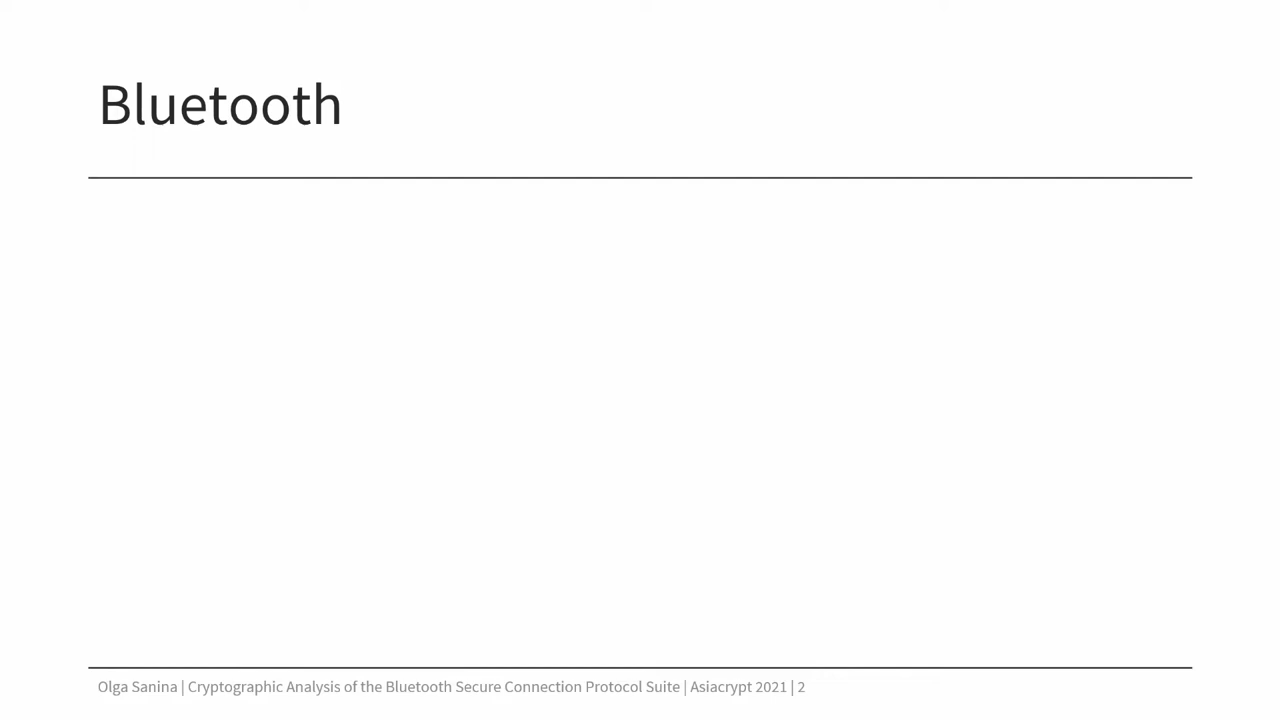 Bluetooth
Olga Sanina | Cryptographic Analysis of the Bluetooth Secure Connection Protocol Suite | Asiacrypt 2021 | 2